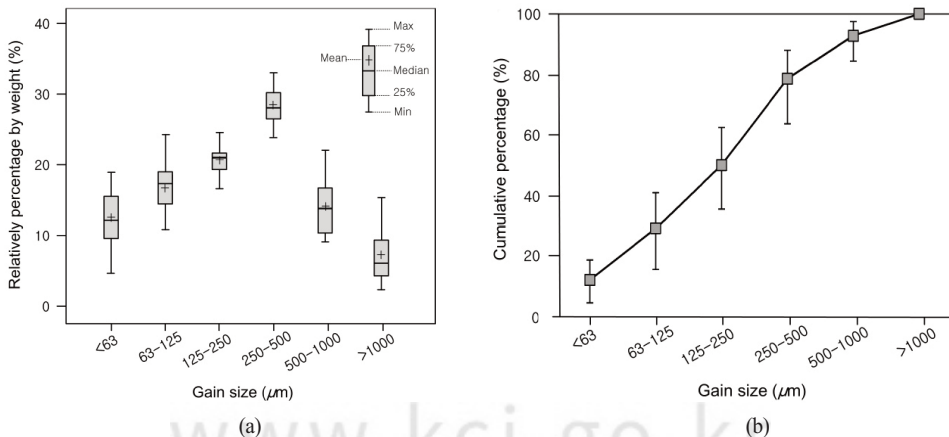 40
30
20
10
0
Relatively percentage by weight (%)
Max
75%
Mean
Median
25%
Min
<63
63−125
125−250
250−500
500−1000
>1000
Gain size (μm)
(a)
100
80
60
40
20
0
Cumulative percentage (%)
<63
63−125
125−250
250−500
500−1000
>1000
Gain size (μm)
(b)
www.kci.go.k